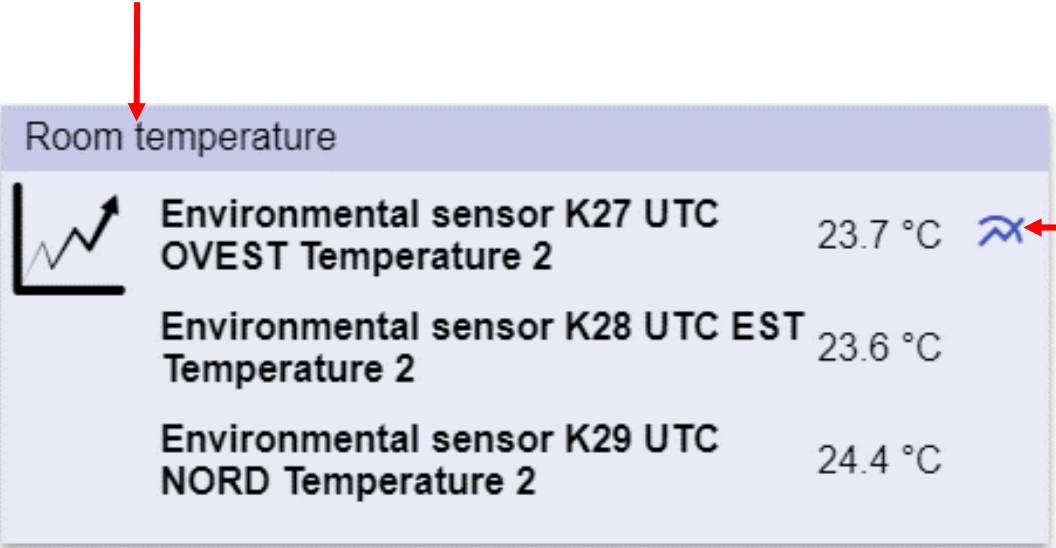 Room temperature
Environmental sensor K27 UTC
OVEST Temperature 2
23.7 °C
Environmental sensor K28 UTC EST
Temperature 2
23.6 °C
Environmental sensor K29 UTC
NORD Temperature 2
24.4 °C